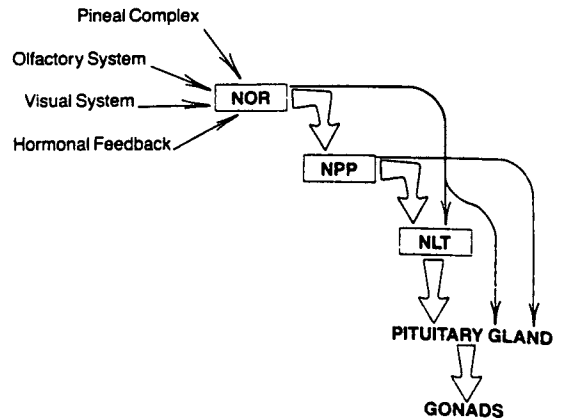 Pineal Complex
Olfactory System
Visual System
Hormonal Feedback
NOR
NPP
NLT
PITUITARY GLAND
GONADS